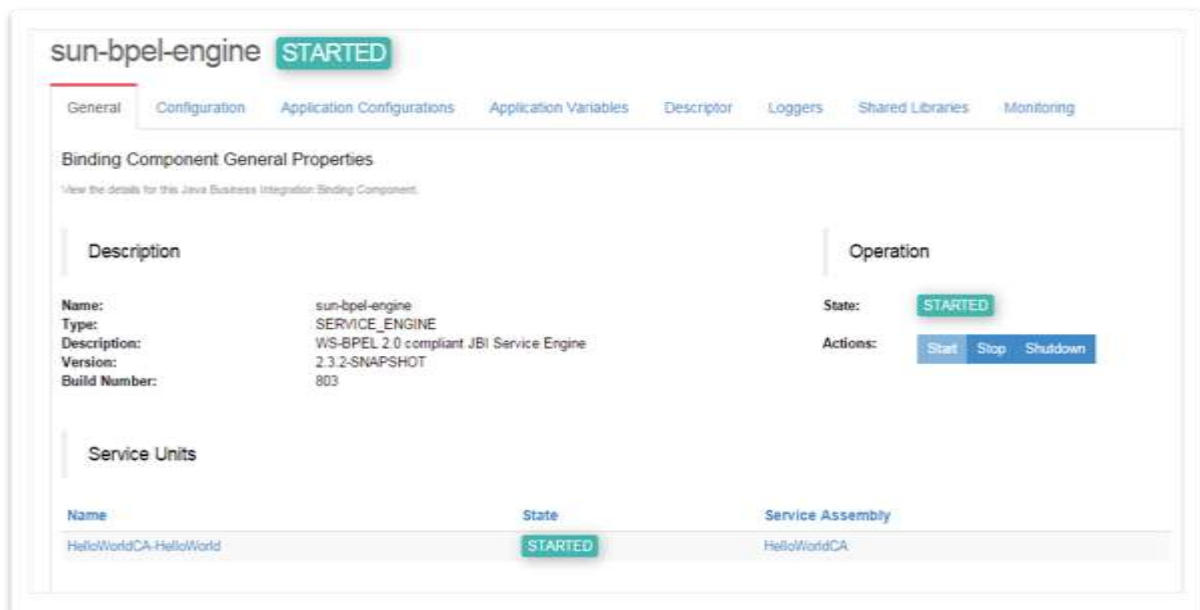 sun-bpel-engine STARTED
General Configuration Application Configurations Application Variables Descriptor Loggers Shared Libraries Monitoring
Binding Component General Properties
View the details for this Java Business Integration Binding Component.
Description Operation
Name: sun-bpel-engine State: STARTED
Type: SERVICE_ENGINE
Description: WS-BPEL 2.0 compliant JBI Service Engine Actions: Start Stop Shutdown
Version: 2.3.2-SNAPSHOT
Build Number: 803
Service Units
Name State Service Assembly
HelloWorldCA-HelloWorld STARTED HelloWorldCA